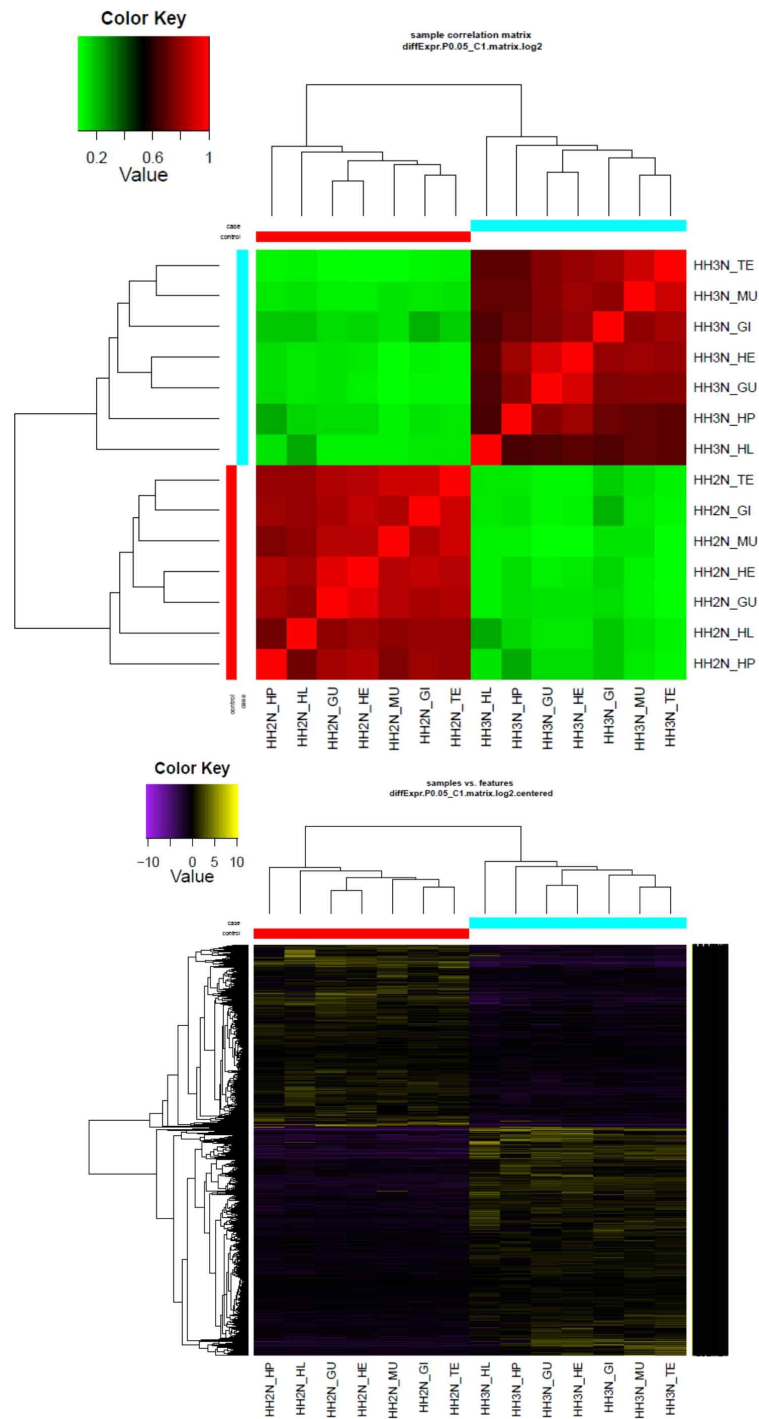 Color Key
0.2 0.6 1
Value
sample correlation matrix
diffExpr.P0.05_C1.matrix.log2
case
control
HH3N_TE
HH3N_MU
HH3N_GI
HH3N_HE
HH3N_GU
HH3N_HP
HH3N_HL
HH2N_TE
HH2N_GI
HH2N_MU
HH2N_HE
HH2N_GU
HH2N_HL
HH2N_HP
control
case
HH2N_HP
HH2N_HL
HH2N_GU
HH2N_HE
HH2N_MU
HH2N_GI
HH2N_TE
HH3N_HL
HH3N_HP
HH3N_GU
HH3N_HE
HH3N_GI
HH3N_MU
HH3N_TE
Color Key
−10 0 5 10
Value
samples vs. features
diffExpr.P0.05_C1.matrix.log2.centered
case
control
HH2N_HP
HH2N_HL
HH2N_GU
HH2N_HE
HH2N_MU
HH2N_GI
HH2N_TE
HH3N_HL
HH3N_HP
HH3N_GU
HH3N_HE
HH3N_GI
HH3N_MU
HH3N_TE